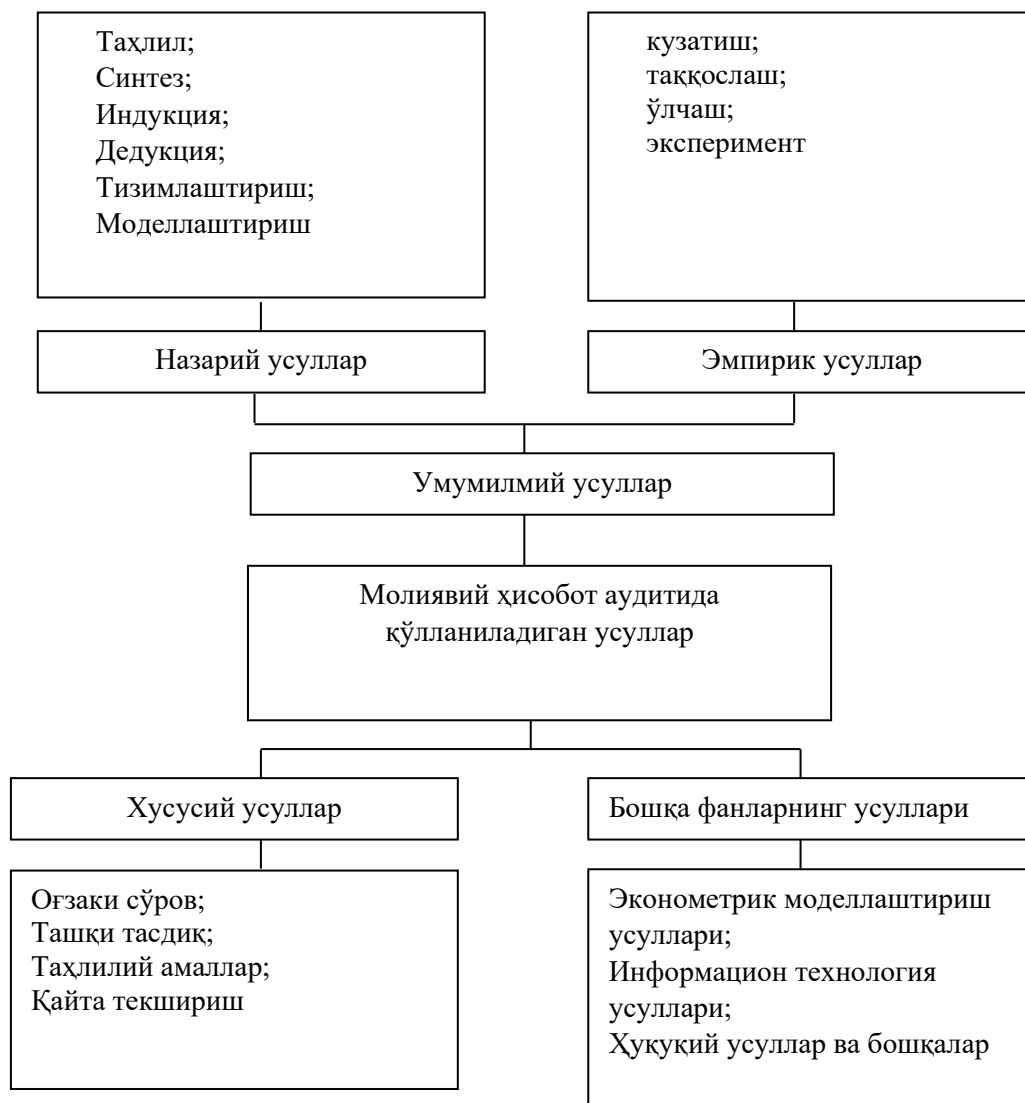 Таҳлил;
Синтез;
Индукция;
Дедукция;
Тизимлаштириш;
Моделлаштириш
кузатиш;
таққослаш;
ўлчаш;
эксперимент
Назарий усуллар
Эмпирик усуллар
Умумилмий усуллар
Молиявий ҳисобот аудитида
қўлланиладиган усуллар
Хусусий усуллар
Бошқа фанларнинг усуллари
Оғзаки сўров;
Ташқи тасдиқ;
Таҳлилий амаллар;
Қайта текшириш
Эконометрик моделлаштириш
усуллари;
Информацион технология
усуллари;
Ҳуқуқий усуллар ва бошқалар